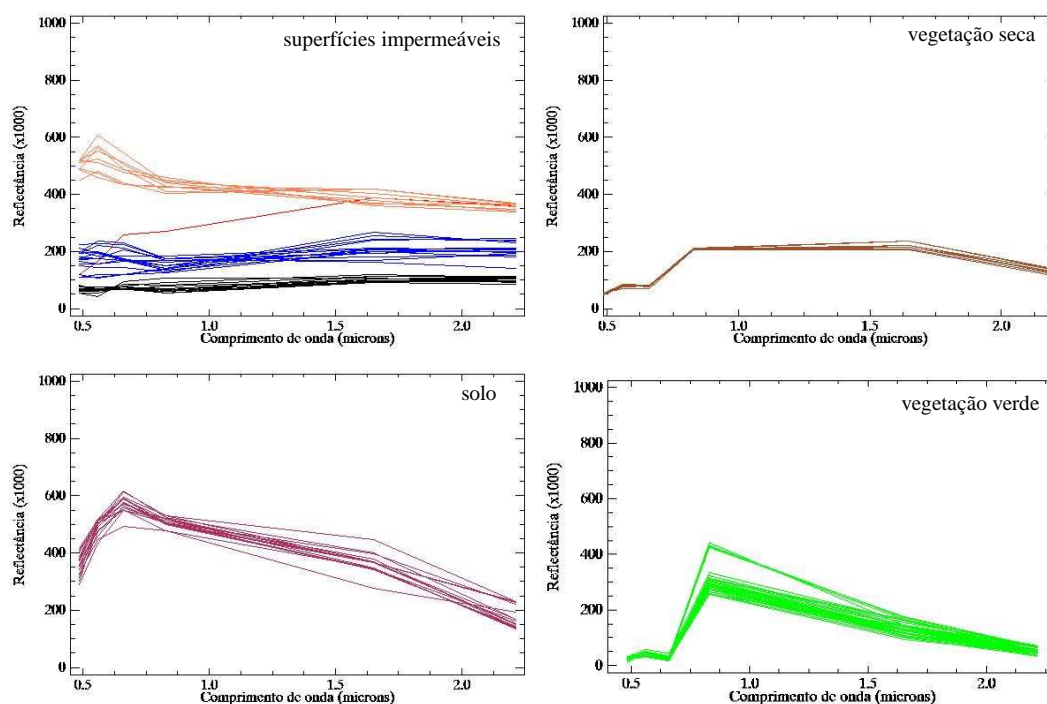 superfícies impermeáveis
1000
800
600
400
200
0
Reflectância (x1000)
0.5 1.0 1.5 2.0
Comprimento de onda (microns)
vegetação seca
1000
800
600
400
200
0
Reflectância (x1000)
0.5 1.0 1.5 2.0
Comprimento de onda (microns)
solo
1000
800
600
400
200
0
Reflectância (x1000)
0.5 1.0 1.5 2.0
Comprimento de onda (microns)
vegetação verde
1000
800
600
400
200
0
Reflectância (x1000)
0.5 1.0 1.5 2.0
Comprimento de onda (microns)